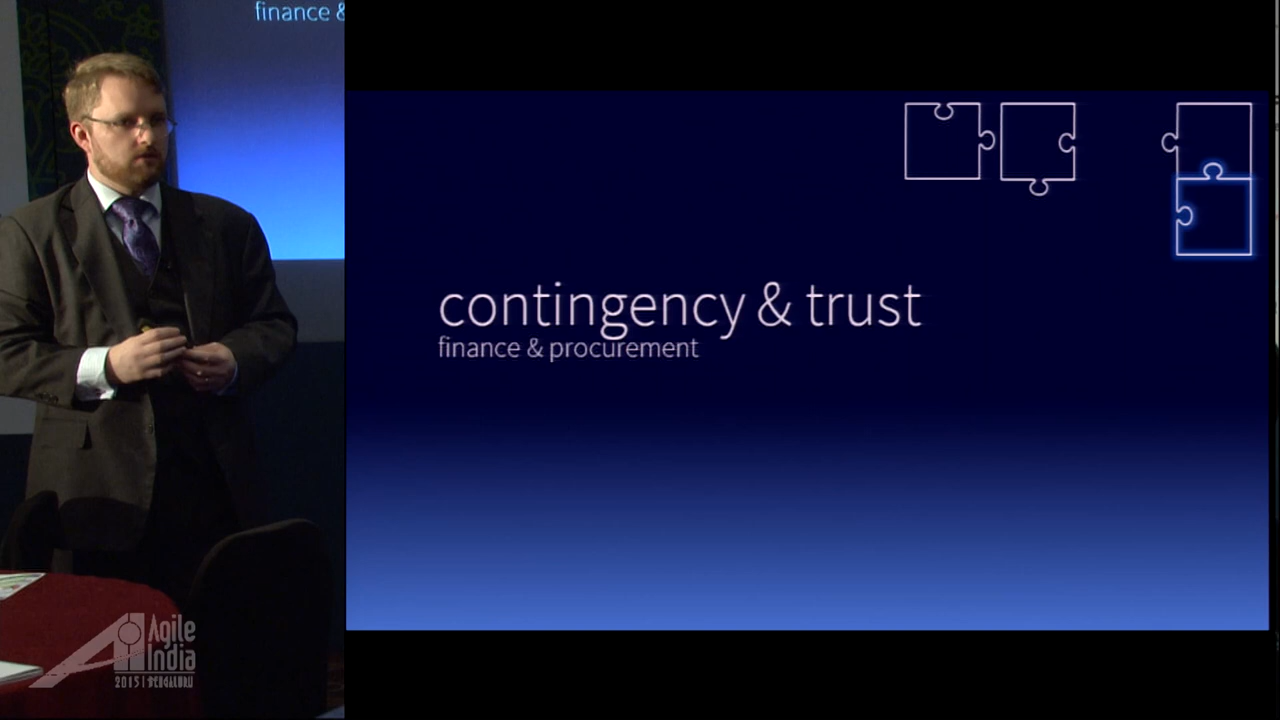 finance &
contingency & trust
finance & procurement
Agile
India
2015 | BENGALURU